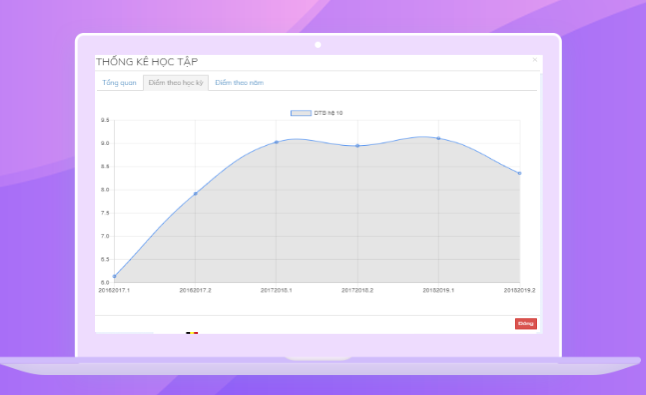 THỐNG KÊ HỌC TẬP
×
Tổng quan Điểm theo học kỳ Điểm theo năm
DTB hệ 10
9.5
9.0
8.5
8.0
7.5
7.0
6.5
6.0
20162017.1 20162017.2 20172018.1 20172018.2 20182019.1 20182019.2
Đóng